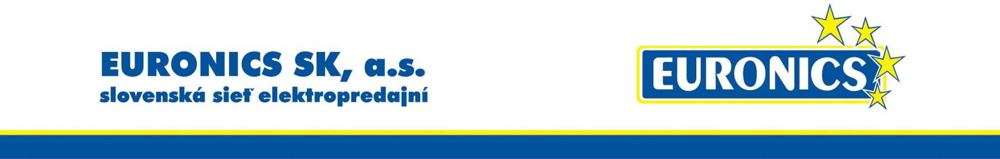 EURONICS SK, a.s.
slovenská sieť elektropredajní
EURONICS